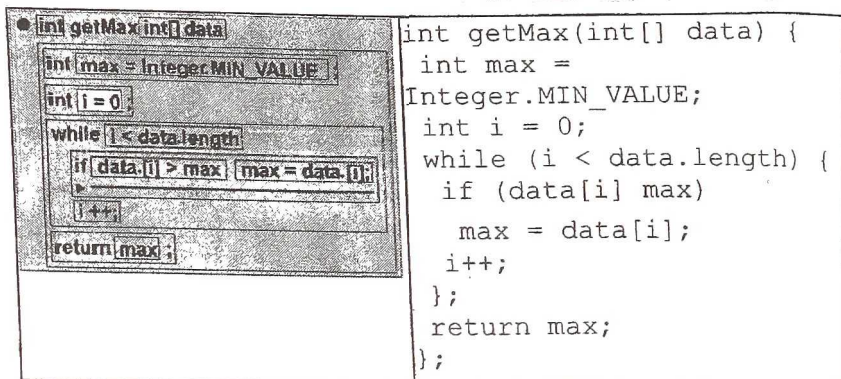 int getMax int[] data
int max = Integer.MIN_VALUE ;
int i = 0 ;
while i < data.length
if data.[i] > max max = data.[i];
i ++;
return max ;
int getMax(int[] data) {
int max =
Integer.MIN_VALUE;
int i = 0;
while (i < data.length) {
if (data[i] max)
max = data[i];
i++;
};
return max;
};